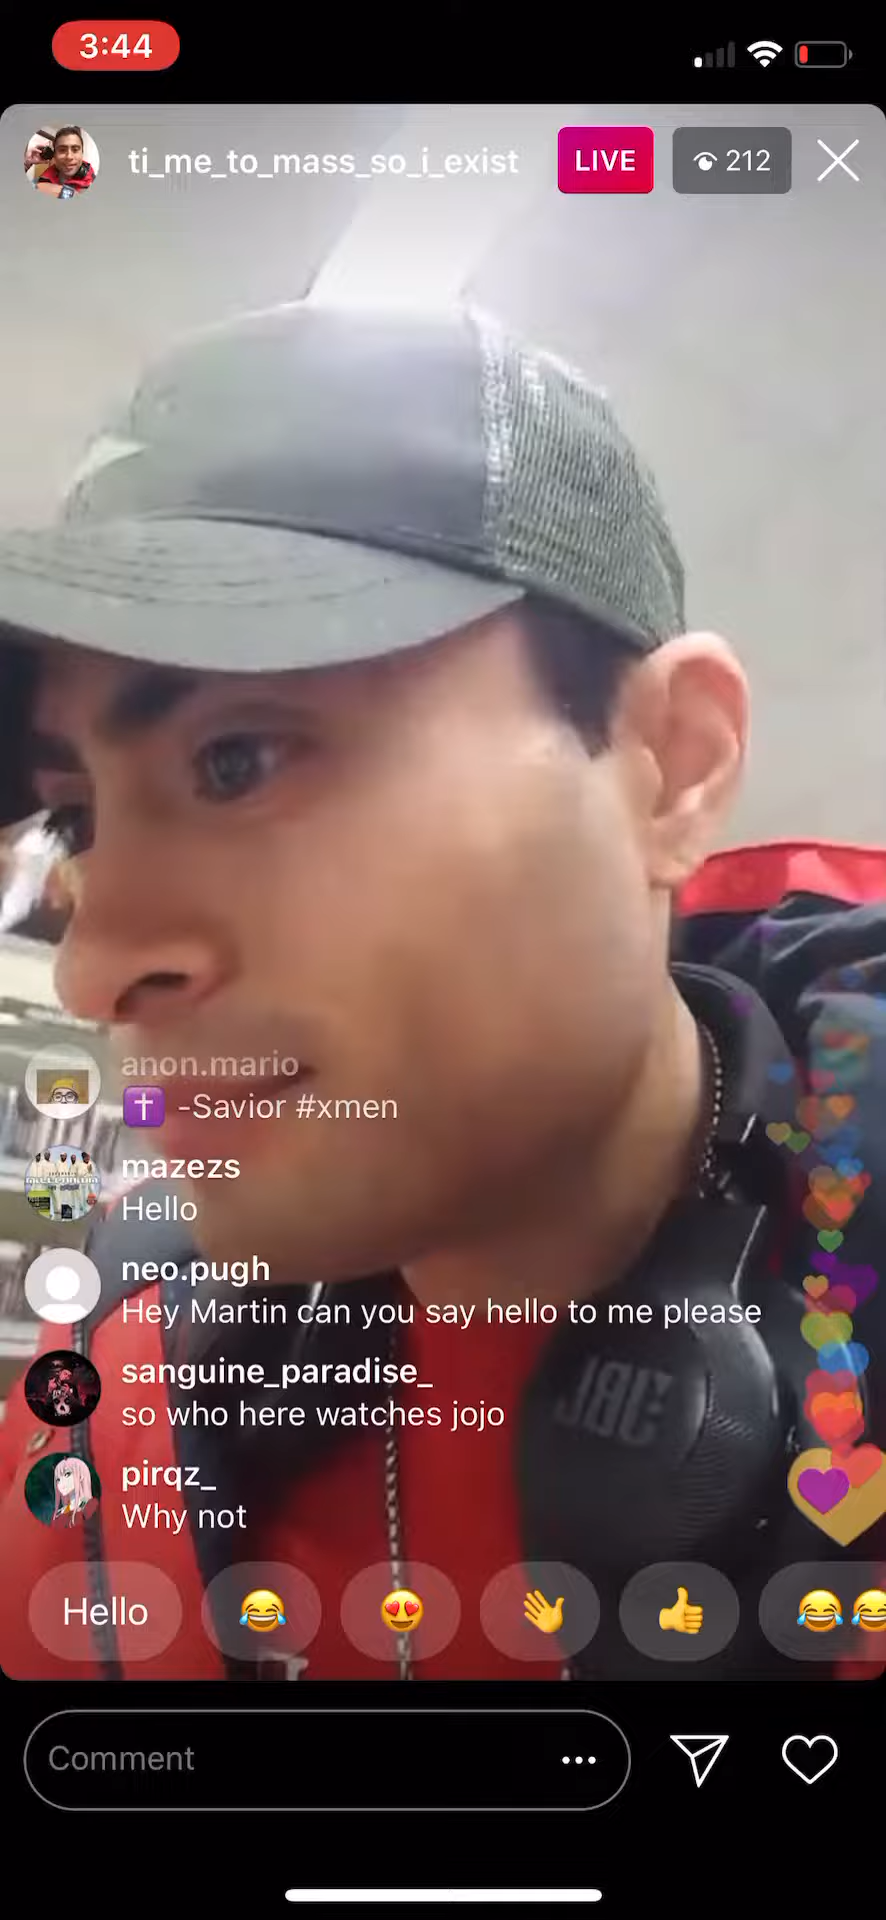 3:44
ti_me_to_mass_so_i_exist LIVE 212
anon.mario
✝️ -Savior #xmen
mazezs
Hello
neo.pugh
Hey Martin can you say hello to me please
sanguine_paradise_
so who here watches jojo
JBL
pirqz_
Why not
Hello 😂 😍 👋 👍 😂😂
Comment